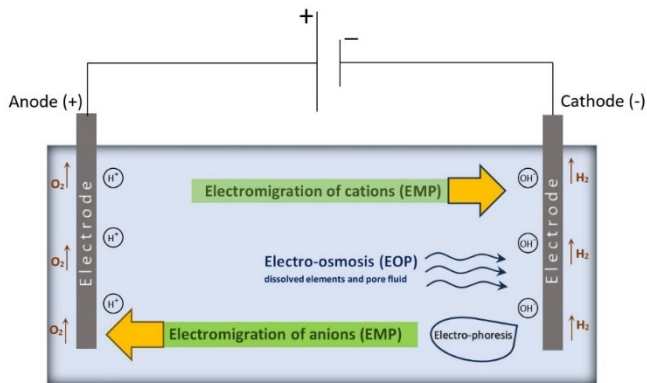 +
−
Anode (+)
Cathode (-)
Electrode
Electrode
O₂
H⁺
Electromigration of cations (EMP)
OH⁻
H₂
O₂
H⁺
Electro-osmosis (EOP)
dissolved elements and pore fluid
OH⁻
H₂
O₂
H⁺
Electromigration of anions (EMP)
Electro-phoresis
OH⁻
H₂